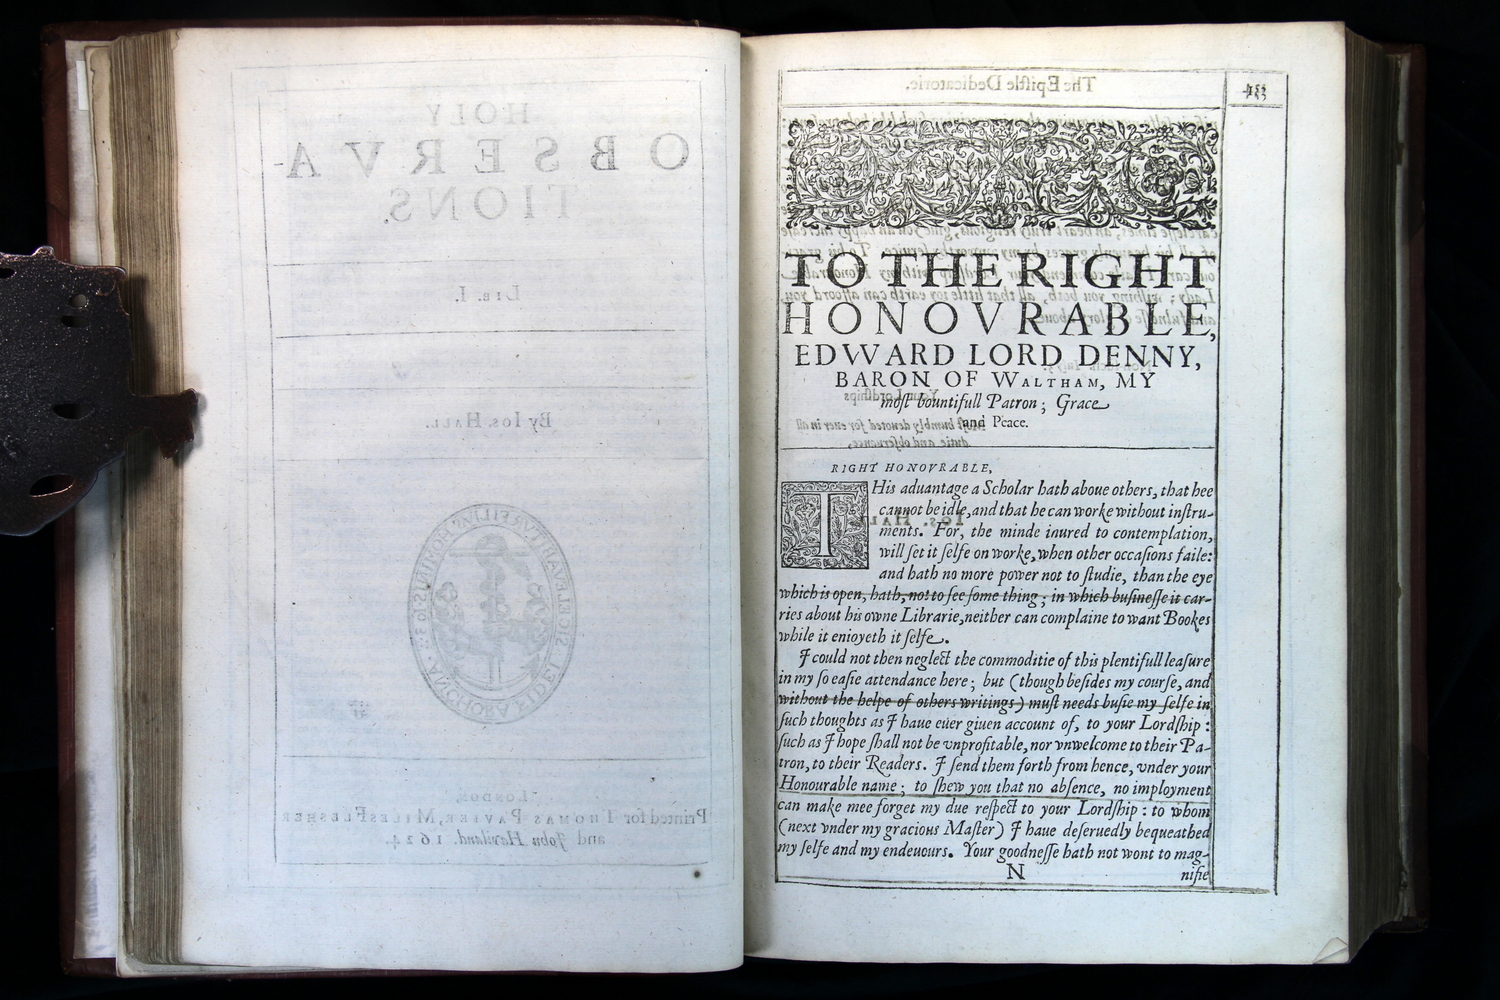 HOLY
OBSERVA-
TIONS.
LIB. I.
By IOS. HALL.
LONDON,
Printed for THOMAS PAVIER, MILES FLESHER
and John Haviland. 1624.
The Epiſtle Dedicatorie.
TO THE RIGHT
HONOVRABLE,
EDVVARD LORD DENNY,
BARON OF WALTHAM, MY
moſt bountifull Patron; Grace
and Peace.
RIGHT HONOVRABLE,
THis aduantage a Scholar hath aboue others, that hee
cannot be idle, and that he can worke without inſtru-
ments. For, the minde inured to contemplation,
will ſet it ſelfe on worke, when other occaſions faile:
and hath no more power not to ſtudie, than the eye
which is open, hath, not to ſee ſome thing; in which buſineſſe it car-
ries about his owne Librarie, neither can complaine to want Bookes
while it enioyeth it ſelfe.
I could not then neglect the commoditie of this plentifull leaſure
in my ſo eaſie attendance here; but (though beſides my courſe, and
without the helpe of others writings) muſt needs buſie my ſelfe in
ſuch thoughts as I haue euer giuen account of, to your Lordſhip:
ſuch as I hope ſhall not be vnprofitable, nor vnwelcome to their Pa-
tron, to their Readers. I ſend them forth from hence, vnder your
Honourable name; to ſhew you that no abſence, no imployment
can make mee forget my due reſpect to your Lordſhip: to whom
(next vnder my gracious Maſter) I haue deſeruedly bequeathed
my ſelfe and my endeuours. Your goodneſſe hath not wont to mag-
N
nifie